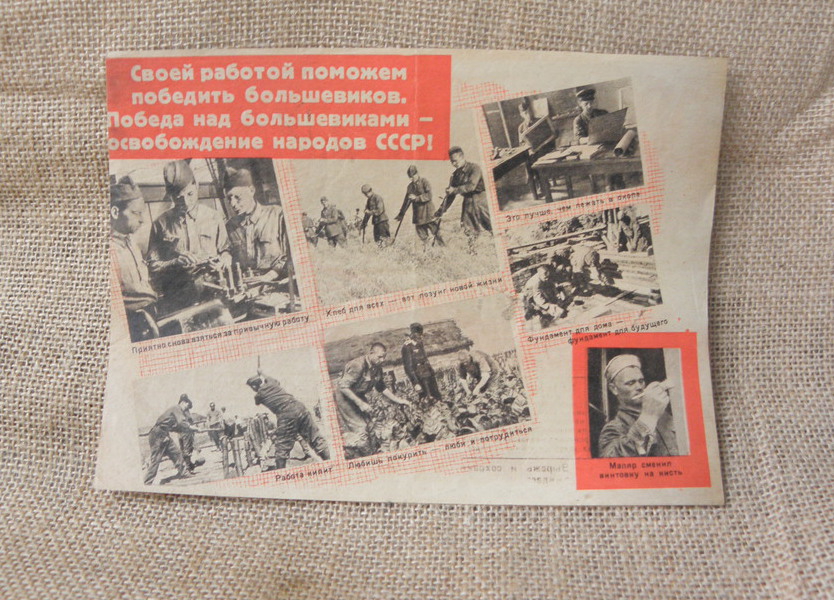 Своей работой поможем
победить большевиков.
Победа над большевиками —
освобождение народов СССР!
Это лучше, чем лежать в окопе
Хлеб для всех — вот лозунг новой жизни
Приятно снова взяться за привычную работу
Фундамент для дома —
фундамент для будущего
Любишь покурить — люби и потрудиться
Работа кипит
Маляр сменил
винтовку на кисть